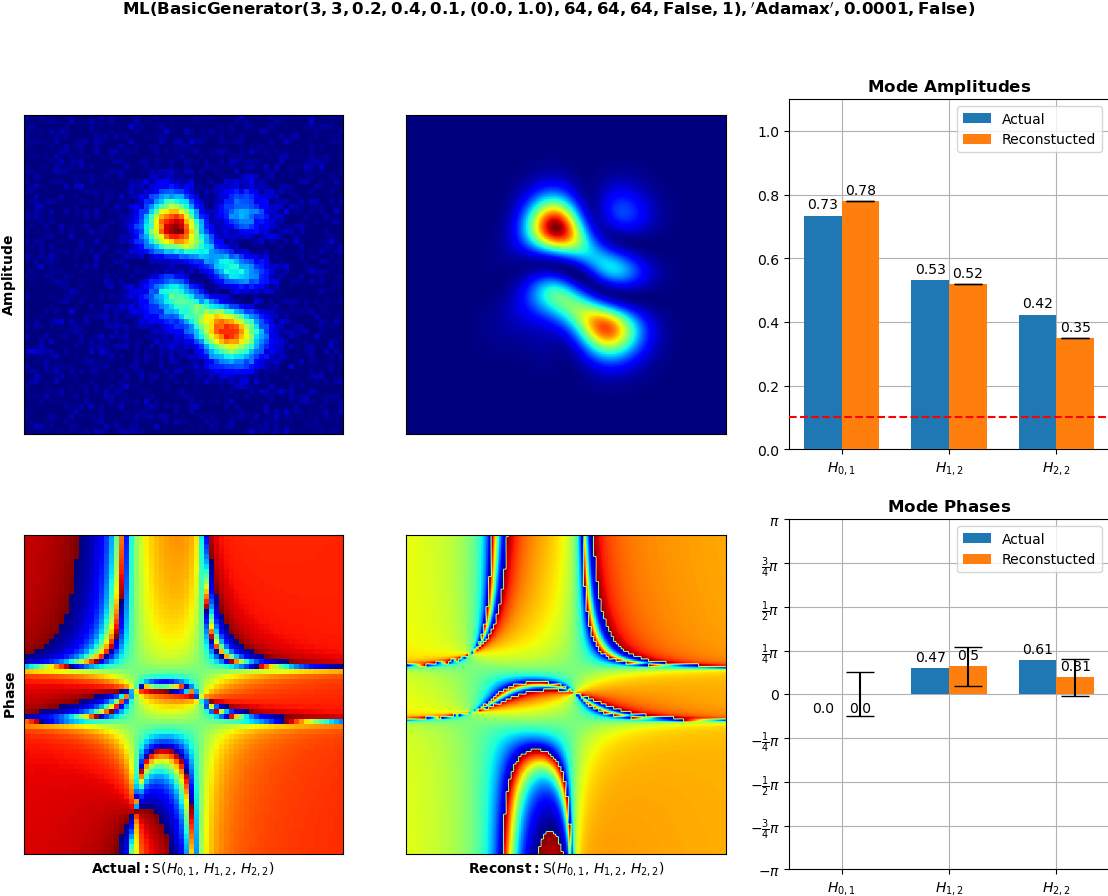 ML(BasicGenerator(3, 3, 0.2, 0.4, 0.1, (0.0, 1.0), 64, 64, 64, False, 1), 'Adamax', 0.0001, False)
Amplitude
Mode Amplitudes
Actual
Reconstucted
1.0
0.8
0.6
0.4
0.2
0.0
0.73
0.78
0.53
0.52
0.42
0.35
H0,1
H1,2
H2,2
Phase
Actual: S(H0,1, H1,2, H2,2)
Reconst: S(H0,1, H1,2, H2,2)
Mode Phases
Actual
Reconstucted
π
3/4π
1/2π
1/4π
0
−1/4π
−1/2π
−3/4π
−π
0.0
0.0
0.47
0.5
0.61
0.31
H0,1
H1,2
H2,2